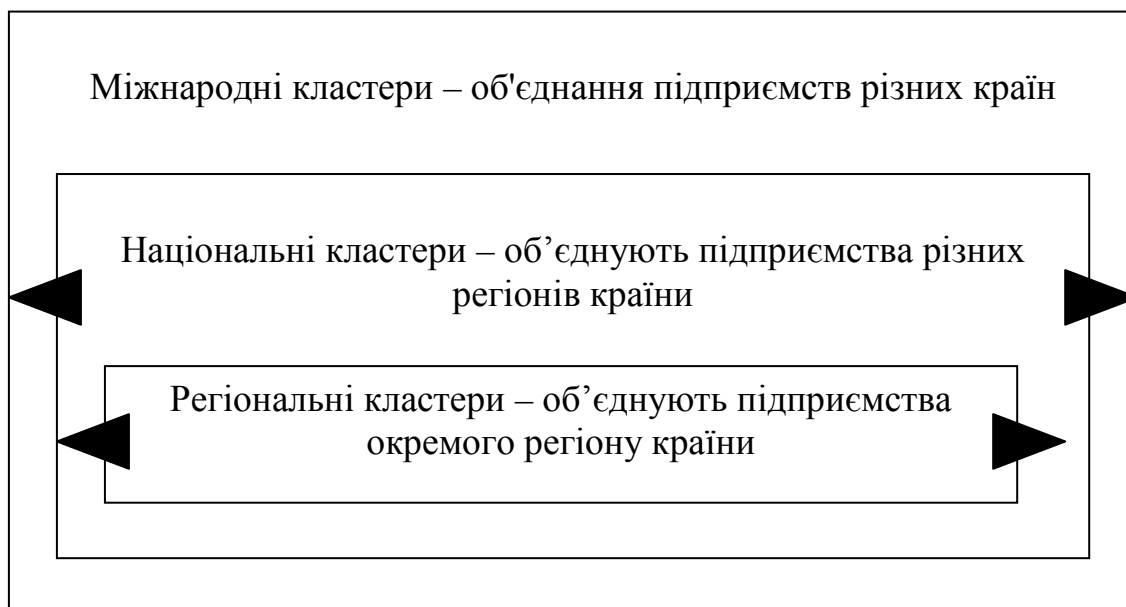 Міжнародні кластери – об'єднання підприємств різних країн
Національні кластери – об’єднують підприємства різних
регіонів країни
Регіональні кластери – об’єднують підприємства
окремого регіону країни